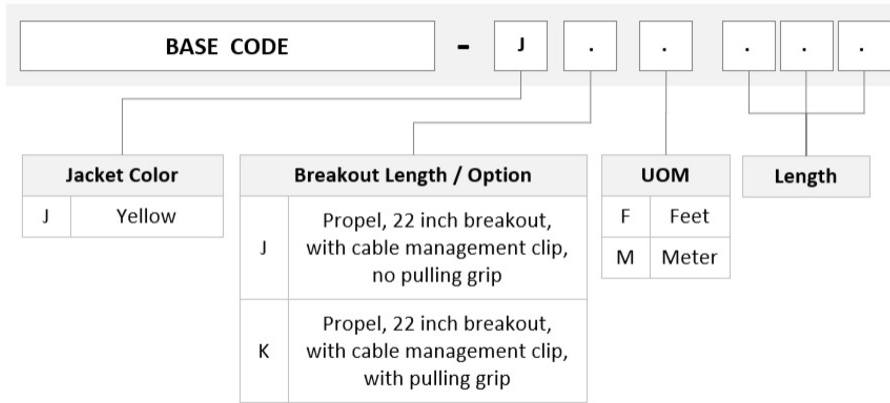 BASE CODE - J . . . . .
Jacket Color
J Yellow
Breakout Length / Option
J Propel, 22 inch breakout,
with cable management clip,
no pulling grip
K Propel, 22 inch breakout,
with cable management clip,
with pulling grip
UOM
F Feet
M Meter
Length